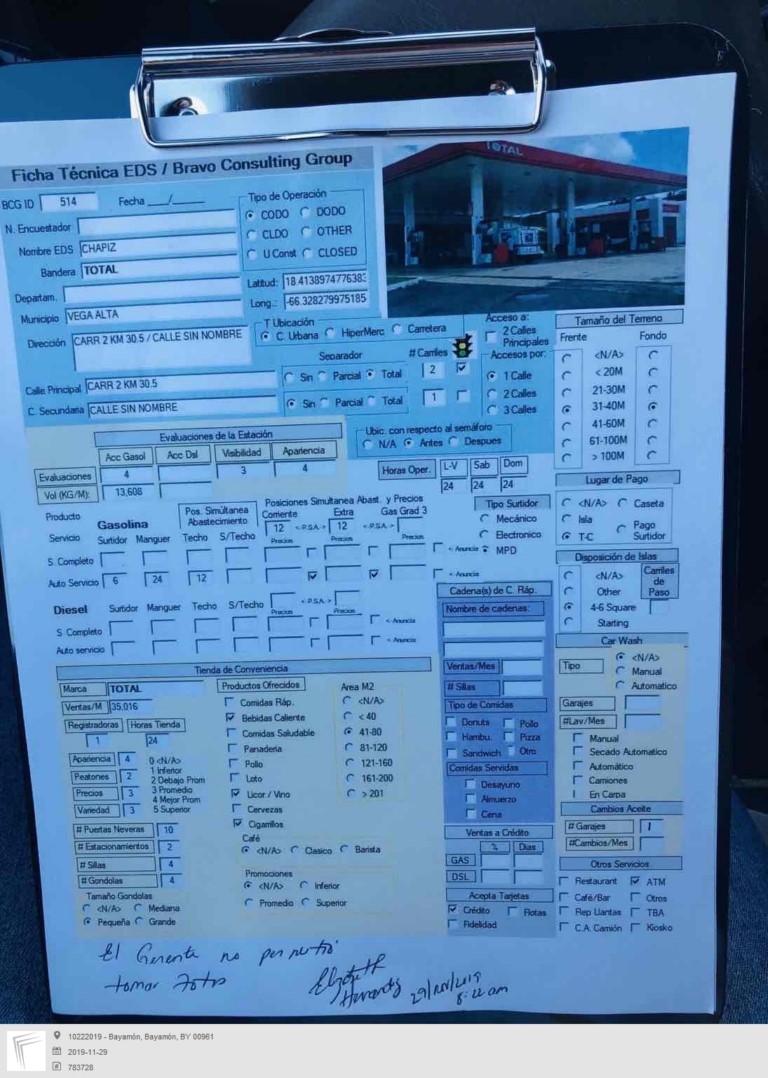 TOTAL
Ficha Técnica EDS / Bravo Consulting Group
BCG ID 514 Fecha __/__/__
N. Encuestador
Nombre EDS CHAPIZ
Bandera TOTAL
Departam.
Municipio VEGA ALTA
Dirección CARR 2 KM 30.5 / CALLE SIN NOMBRE
Calle Principal CARR 2 KM 30.5
C. Secundaria CALLE SIN NOMBRE
Tipo de Operación
CODO DODO
CLDO OTHER
U Const CLOSED
Latitud: 18.413897477638
Long.: -66.328279975185
T Ubicación
C. Urbana HiperMerc Carretera
Separador # Carriles
Sin Parcial Total 2
Sin Parcial Total 1
Acceso a:
2 Calles Principales
Accesos por:
1 Calle
2 Calles
3 Calles
Ubic. con respecto al semáforo
N/A Antes Despues
Tamaño del Terreno
Frente Fondo
<N/A>
< 20M
21-30M
31-40M
41-60M
61-100M
> 100M
Evaluaciones de la Estación
Acc Gasol Acc Dsl Visibilidad Apariencia
Evaluaciones 4 3 4
Vol (KG/M): 13,608
Horas Oper. L-V Sab Dom
24 24 24
Lugar de Pago
<N/A> Caseta
Isla Pago Surtidor
T-C
Producto
Servicio
Gasolina
Surtidor Manguer
Pos. Simúltanea Abastecimiento
Techo S/Techo
Posiciones Simultanea Abast. y Precios
Corriente Extra Gas Grad 3
12 <-P.S.A.-> 12 <-P.S.A.->
Precios Precios Precios
S. Completo <- Anuncia
Auto Servicio 6 24 12 <- Anuncia
Tipo Surtidor
Mecánico
Electronico
MPD
Disposición de Islas
<N/A>
Other
4-6 Square
Starting
Carriles de Paso
Diesel Surtidor Manguer Techo S/Techo <-P.S.A->
Precios Precios
S Completo <- Anuncia
Auto servicio <- Anuncia
Cadena(s) de C. Ráp.
Nombre de cadenas:
Ventas/Mes
# Sillas
Tipo de Comidas
Donuts Pollo
Hambu. Pizza
Sandwich Otro
Comidas Servidas
Desayuno
Almuerzo
Cena
Ventas a Crédito
% Dias
GAS
DSL
Acepta Tarjetas
Crédito Flotas
Fidelidad
Car Wash
Tipo
<N/A>
Manual
Automatico
Garajes
#Lav/Mes
Manual
Secado Automatico
Automático
Camiones
En Carpa
Cambios Aceite
# Garajes
#Cambios/Mes
Otros Servicios
Restaurant ATM
Café/Bar Otros
Rep Llantas TBA
C.A. Camión Kiosko
Tienda de Conveniencia
Marca TOTAL
Ventas/M 35,016
Registradoras Horas Tienda
1 24
Apariencia 4
Peatones 2
Precios 3
Variedad 3
0 <N/A>
1 Inferior
2 Debajo Prom
3 Promedio
4 Mejor Prom
5 Superior
# Puertas Neveras 10
# Estacionamientos 2
# Sillas 4
# Gondolas 4
Tamaño Gondolas
<N/A> Mediana
Pequeña Grande
Productos Ofrecidos
Comidas Ráp.
Bebidas Caliente
Comidas Saludable
Panaderia
Pollo
Loto
Licor / Vino
Cervezas
Cigarrillos
Area M2
<N/A>
< 40
41-80
81-120
121-160
161-200
> 201
Café
<N/A> Clasico Barista
Promociones
<N/A> Inferior
Promedio Superior
El Gerente no permitió
tomar fotos
Elizabeth
Hernandez 29/nov/2019
8:22 am
10222019 - Bayamón, Bayamón, BY 00961
2019-11-29
783728